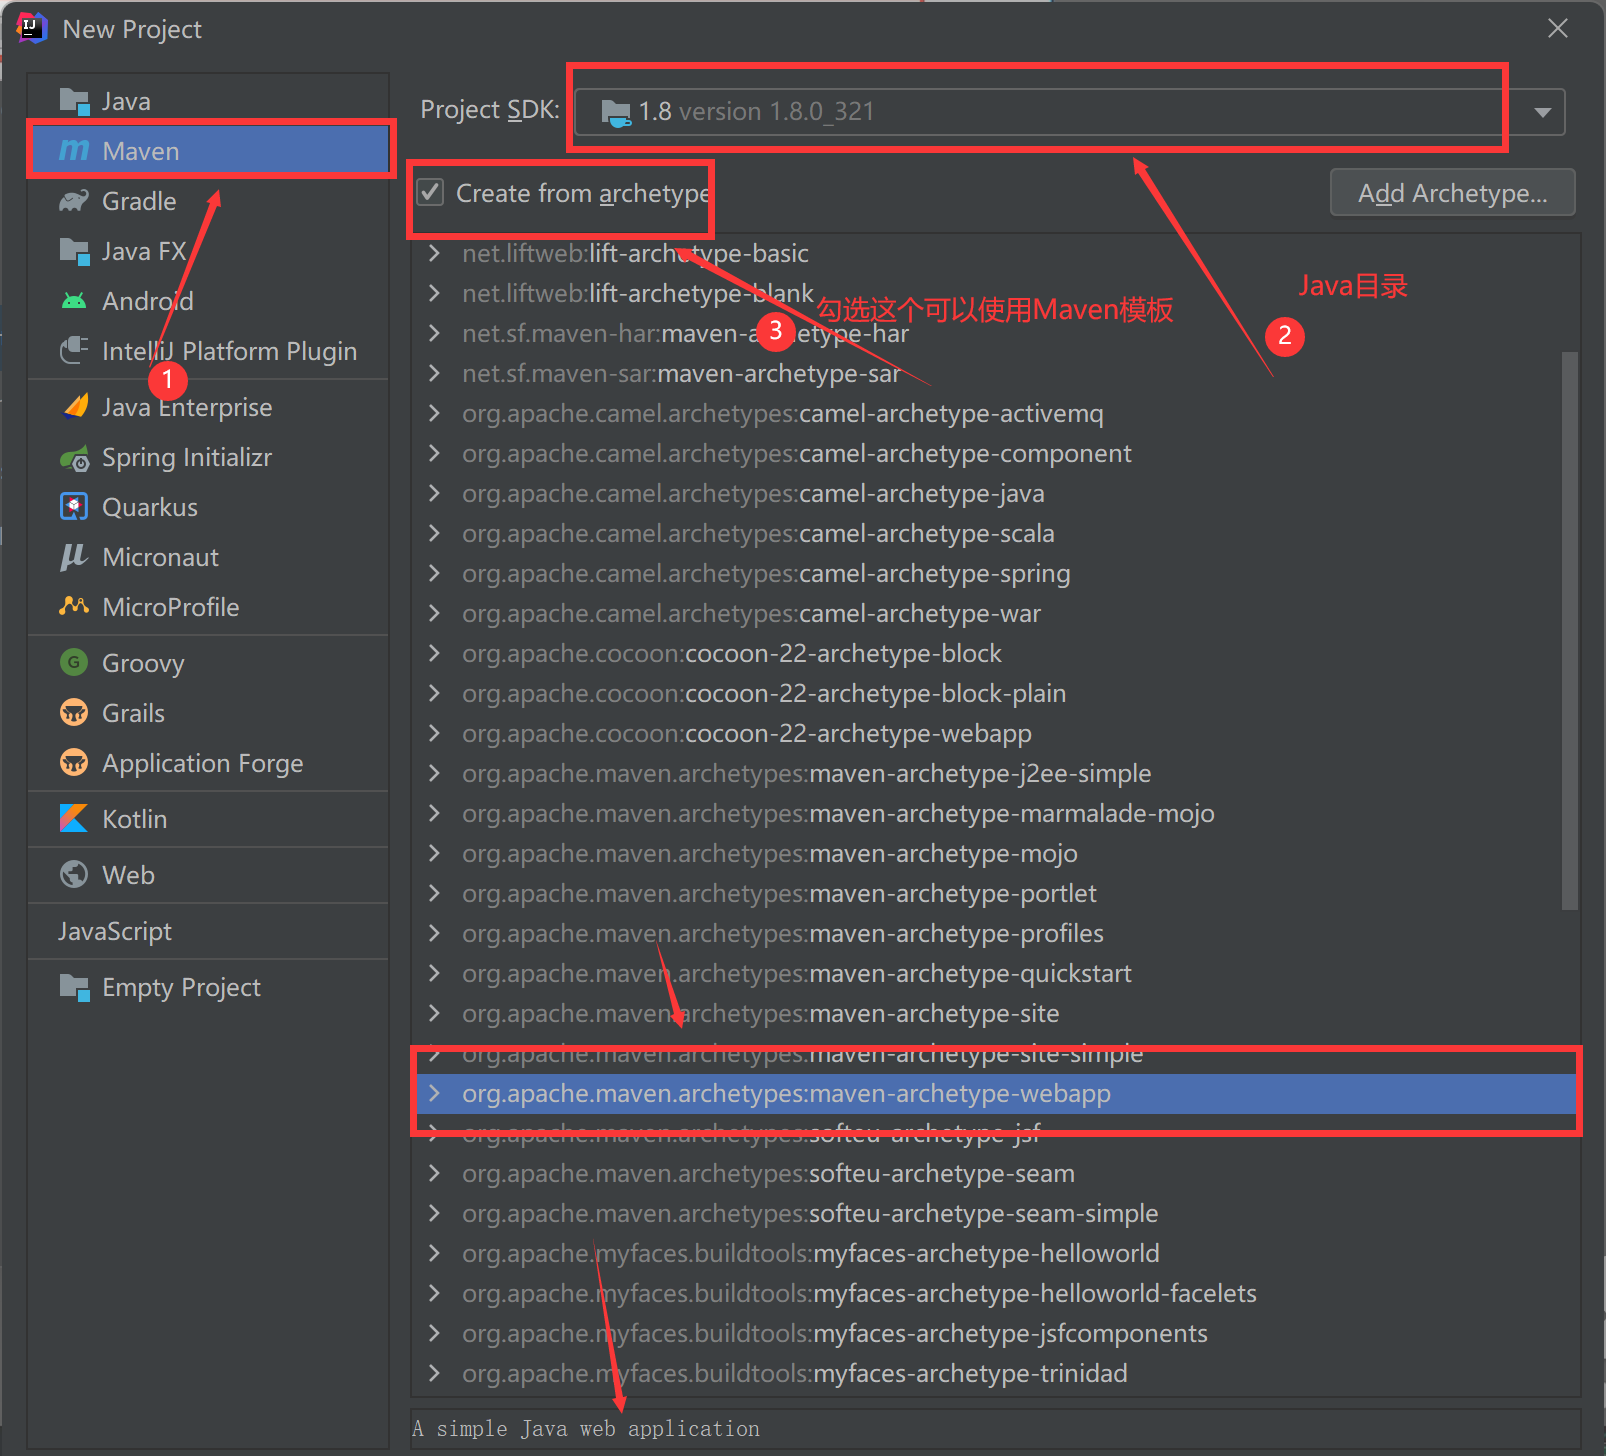 New Project
Java
Maven
Gradle
Java FX
Android
IntelliJ Platform Plugin
Java Enterprise
Spring Initializr
Quarkus
Micronaut
MicroProfile
Groovy
Grails
Application Forge
Kotlin
Web
JavaScript
Empty Project
1
Project SDK: 1.8 version 1.8.0_321
Create from archetype
Add Archetype...
Java目录
2
勾选这个可以使用Maven模板
3
net.liftweb:lift-archetype-basic
net.liftweb:lift-archetype-blank
net.sf.maven-har:maven-archetype-har
net.sf.maven-sar:maven-archetype-sar
org.apache.camel.archetypes:camel-archetype-activemq
org.apache.camel.archetypes:camel-archetype-component
org.apache.camel.archetypes:camel-archetype-java
org.apache.camel.archetypes:camel-archetype-scala
org.apache.camel.archetypes:camel-archetype-spring
org.apache.camel.archetypes:camel-archetype-war
org.apache.cocoon:cocoon-22-archetype-block
org.apache.cocoon:cocoon-22-archetype-block-plain
org.apache.cocoon:cocoon-22-archetype-webapp
org.apache.maven.archetypes:maven-archetype-j2ee-simple
org.apache.maven.archetypes:maven-archetype-marmalade-mojo
org.apache.maven.archetypes:maven-archetype-mojo
org.apache.maven.archetypes:maven-archetype-portlet
org.apache.maven.archetypes:maven-archetype-profiles
org.apache.maven.archetypes:maven-archetype-quickstart
org.apache.maven.archetypes:maven-archetype-site
org.apache.maven.archetypes:maven-archetype-site-simple
org.apache.maven.archetypes:maven-archetype-webapp
org.apache.maven.archetypes:softeu-archetype-jsf
org.apache.maven.archetypes:softeu-archetype-seam
org.apache.maven.archetypes:softeu-archetype-seam-simple
org.apache.myfaces.buildtools:myfaces-archetype-helloworld
org.apache.myfaces.buildtools:myfaces-archetype-helloworld-facelets
org.apache.myfaces.buildtools:myfaces-archetype-jsfcomponents
org.apache.myfaces.buildtools:myfaces-archetype-trinidad
A simple Java web application